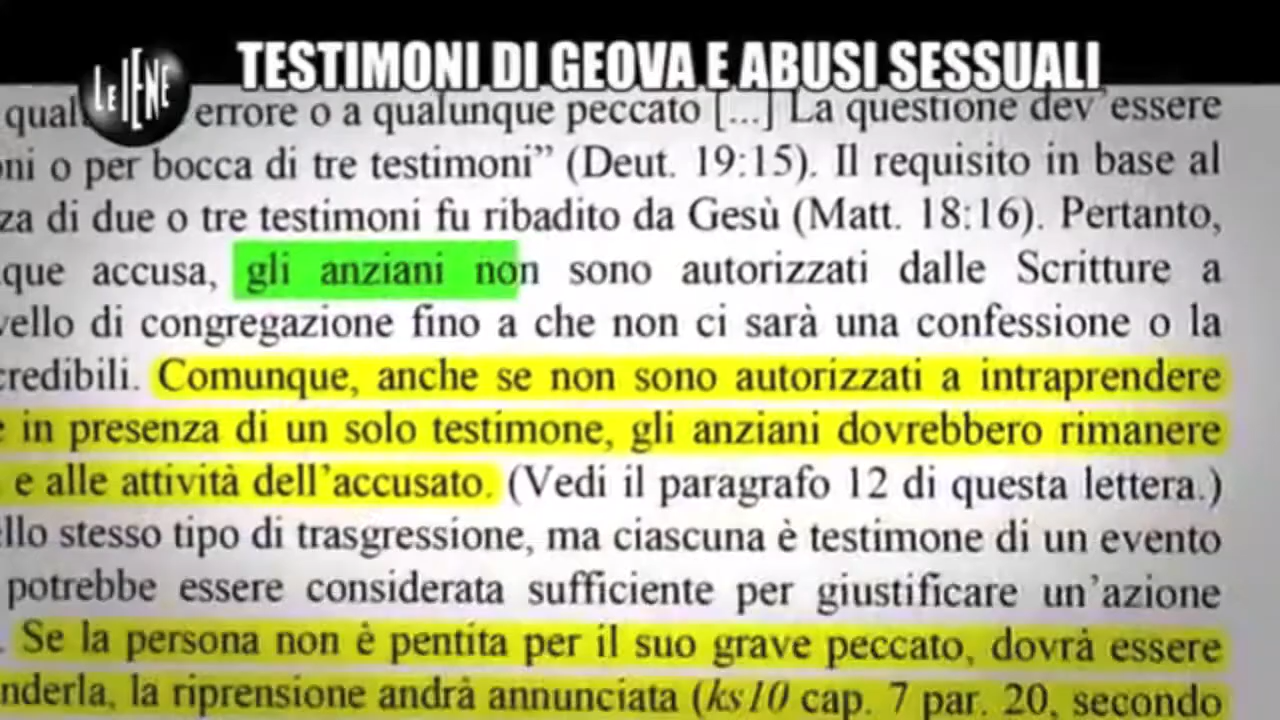 LE IENE
TESTIMONI DI GEOVA E ABUSI SESSUALI
errore o a qualunque peccato [...] La questione dev'essere
o per bocca di tre testimoni” (Deut. 19:15). Il requisito in base al
di due o tre testimoni fu ribadito da Gesù (Matt. 18:16). Pertanto,
accusa, gli anziani non sono autorizzati dalle Scritture a
di congregazione fino a che non ci sarà una confessione o la
credibili. Comunque, anche se non sono autorizzati a intraprendere
in presenza di un solo testimone, gli anziani dovrebbero rimanere
e alle attività dell'accusato. (Vedi il paragrafo 12 di questa lettera.)
stesso tipo di trasgressione, ma ciascuna è testimone di un evento
potrebbe essere considerata sufficiente per giustificare un'azione
. Se la persona non è pentita per il suo grave peccato, dovrà essere
la riprensione andrà annunciata (ks10 cap. 7 par. 20, secondo